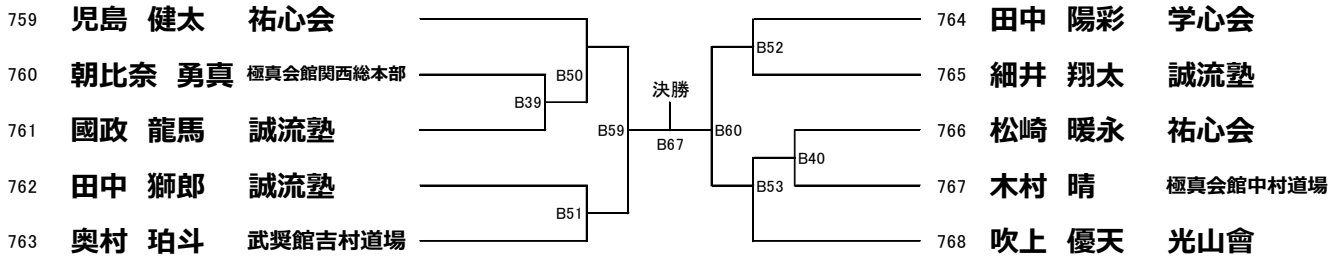 759 児島 健太 祐心会
760 朝比奈 勇真 極真会館関西総本部
761 國政 龍馬 誠流塾
762 田中 獅郎 誠流塾
763 奥村 珀斗 武奨館吉村道場
B39
B50
B51
B59
決勝
B67
B60
B52
B40
B53
764 田中 陽彩 学心会
765 細井 翔太 誠流塾
766 松崎 暖永 祐心会
767 木村 晴 極真会館中村道場
768 吹上 優天 光山會